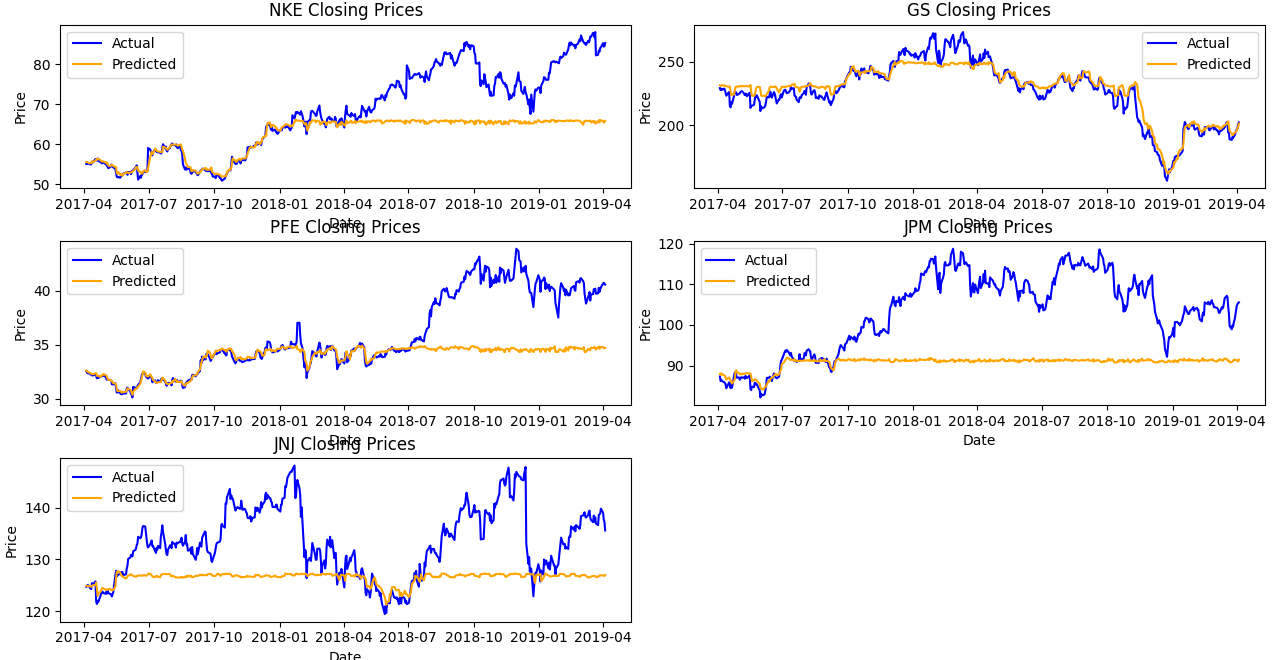 NKE Closing Prices
Price
80
70
60
50
Actual
Predicted
2017-04 2017-07 2017-10 2018-01 2018-04 2018-07 2018-10 2019-01 2019-04
Date
GS Closing Prices
Price
250
200
Actual
Predicted
2017-04 2017-07 2017-10 2018-01 2018-04 2018-07 2018-10 2019-01 2019-04
Date
PFE Closing Prices
Price
40
35
30
Actual
Predicted
2017-04 2017-07 2017-10 2018-01 2018-04 2018-07 2018-10 2019-01 2019-04
Date
JPM Closing Prices
Price
120
110
100
90
Actual
Predicted
2017-04 2017-07 2017-10 2018-01 2018-04 2018-07 2018-10 2019-01 2019-04
Date
JNJ Closing Prices
Price
140
130
120
Actual
Predicted
2017-04 2017-07 2017-10 2018-01 2018-04 2018-07 2018-10 2019-01 2019-04
Date